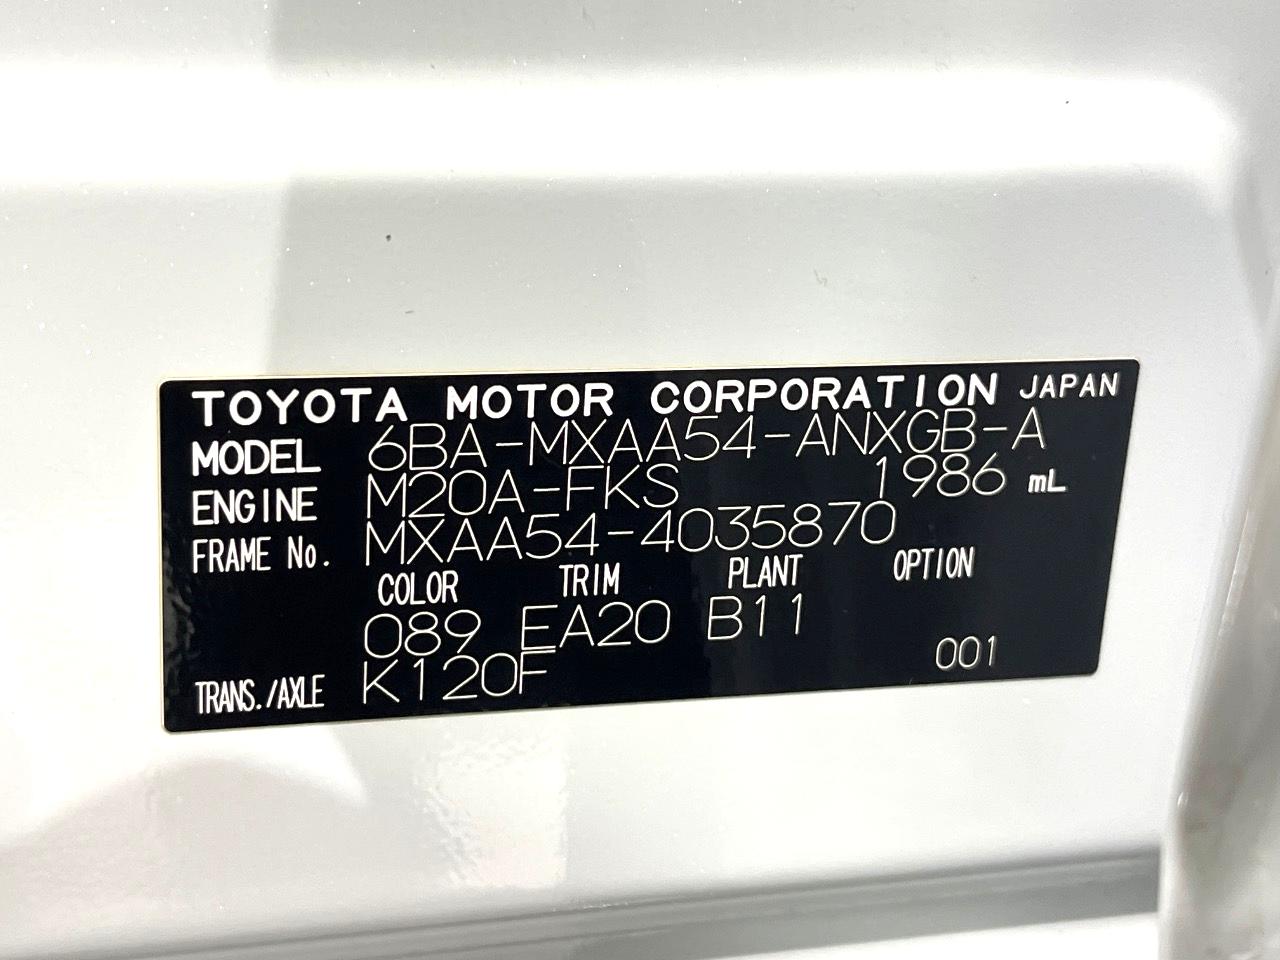 TOYOTA MOTOR CORPORATION JAPAN
MODEL 6BA-MXAA54-ANXGB-A
ENGINE M20A-FKS 1986 mL
FRAME No. MXAA54-4035870
COLOR TRIM PLANT OPTION
089 EA20 B11
TRANS./AXLE K120F 001